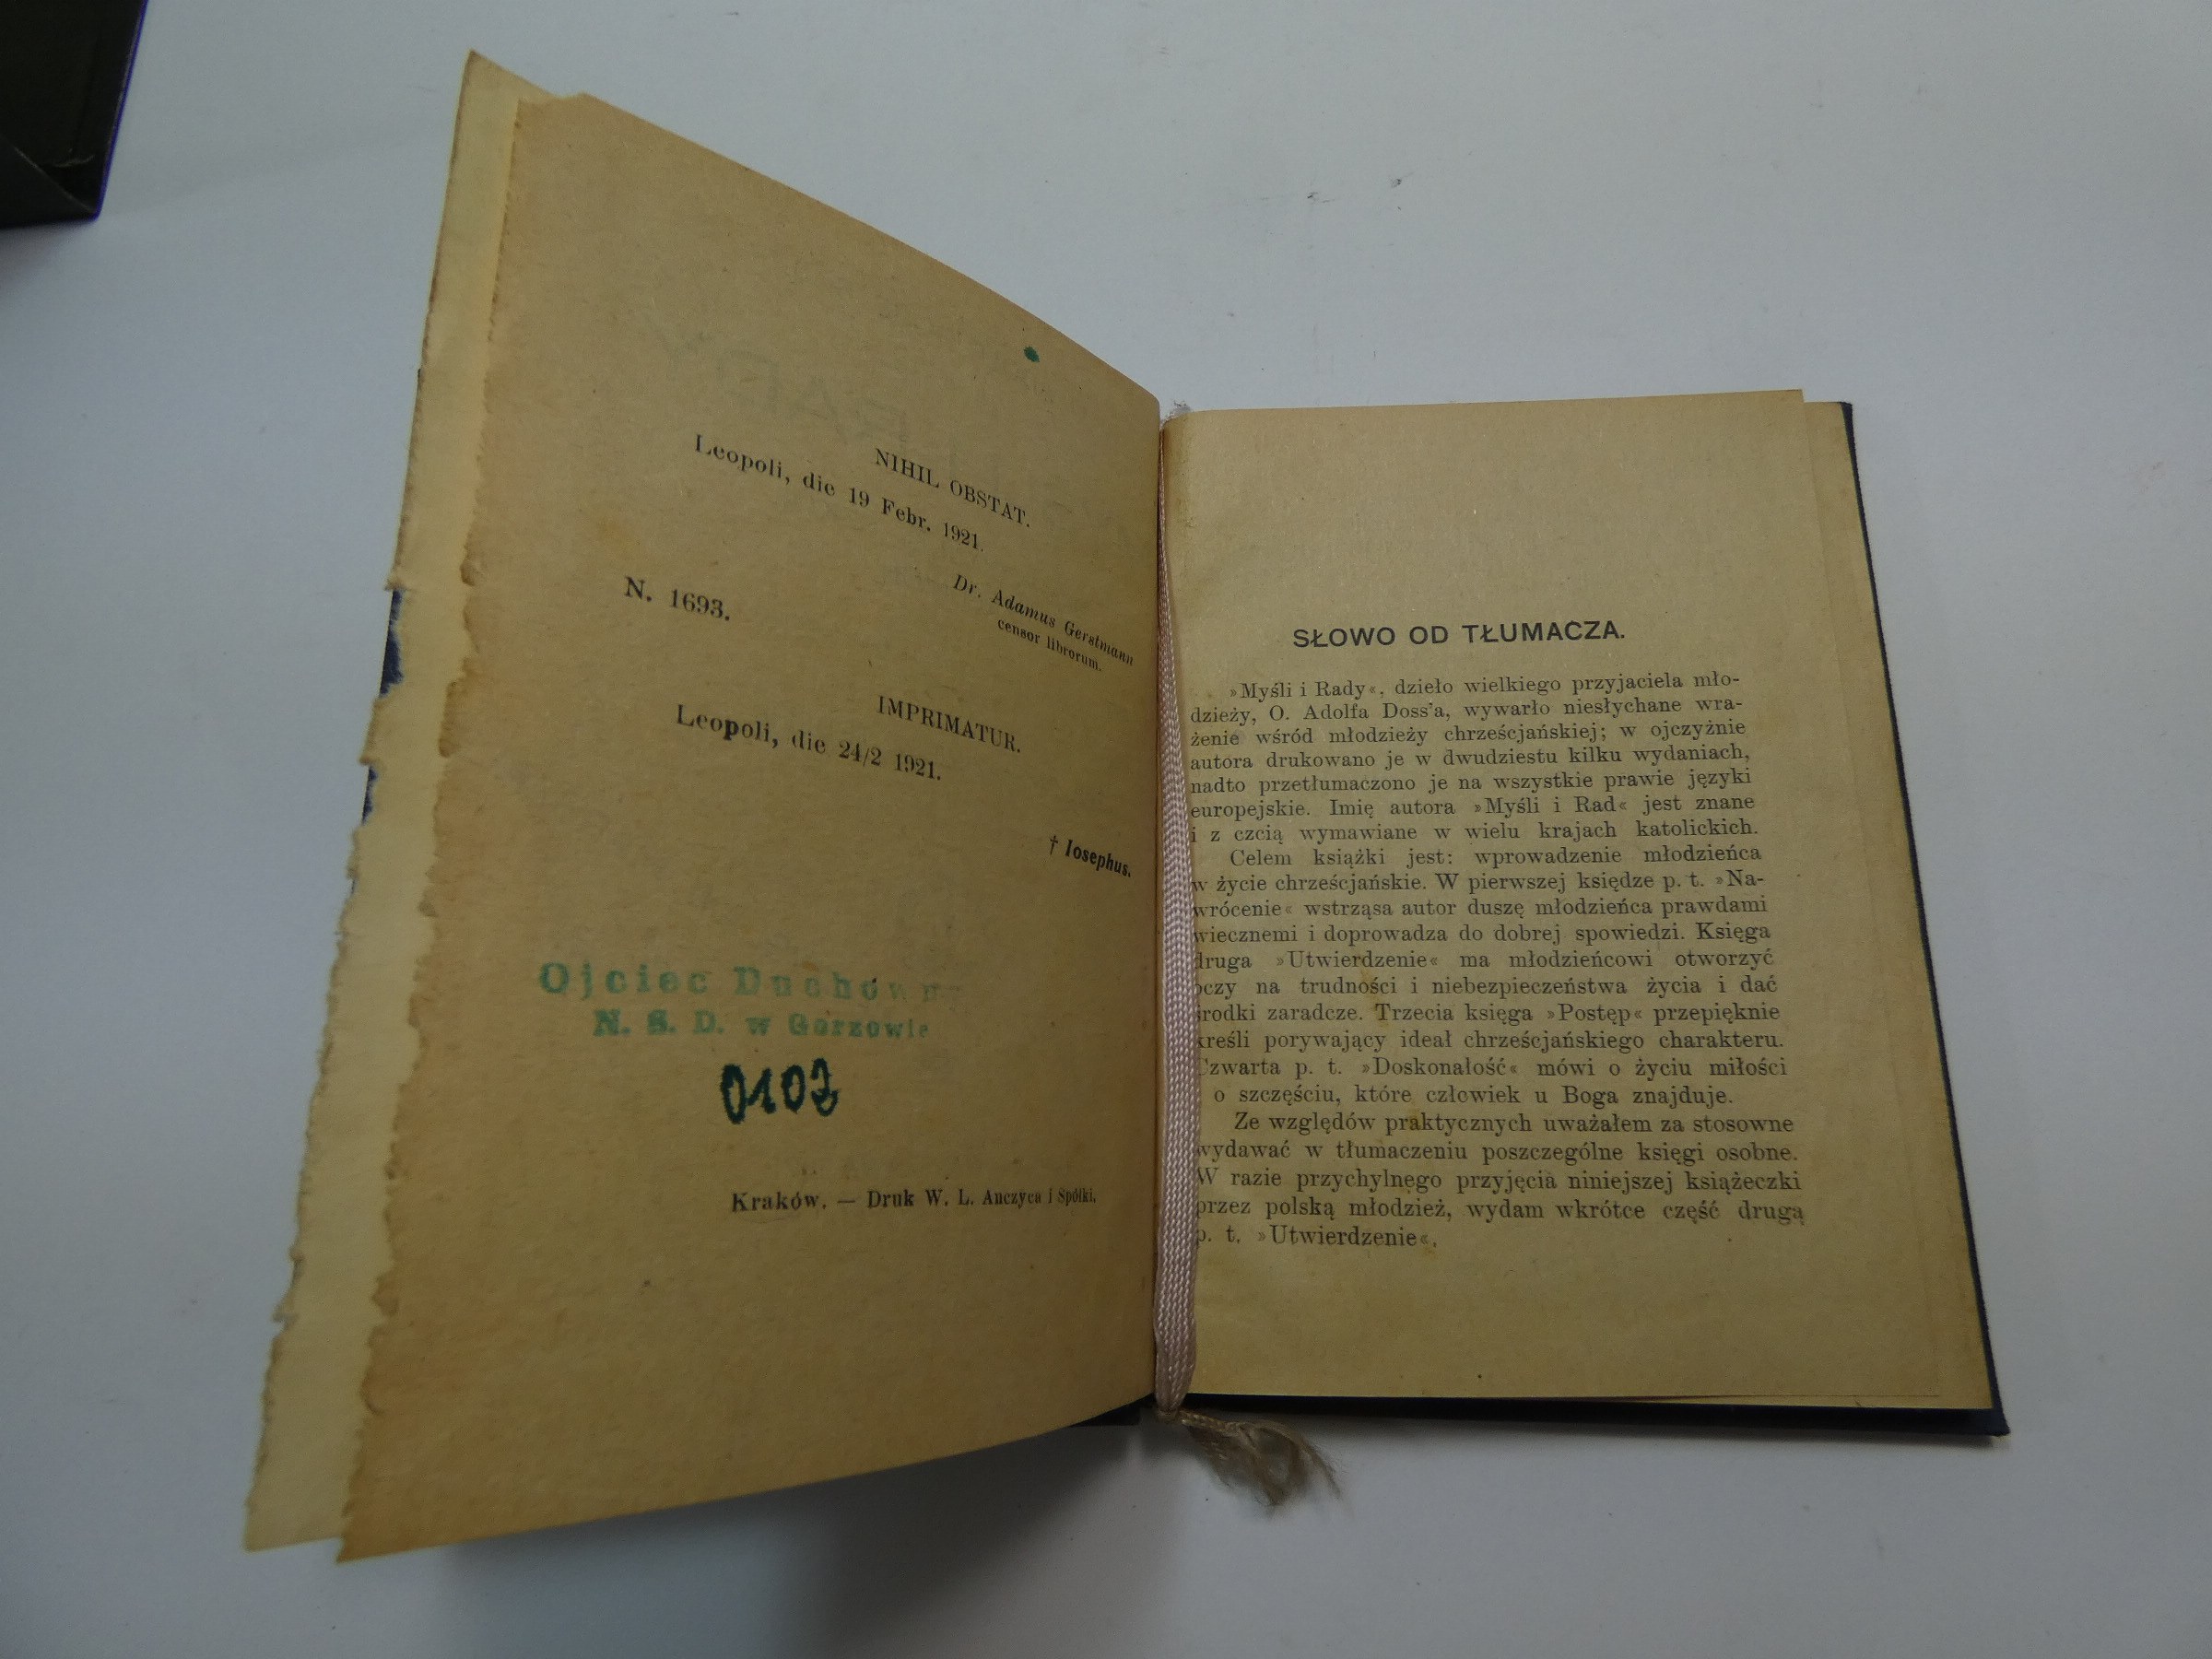 NIHIL OBSTAT.
Leopoli, die 19 Febr. 1921.
Dr. Adamus Gerstmann
censor librorum.
N. 1693.
IMPRIMATUR.
Leopoli, die 24/2 1921.
† Iosephus.
Ojciec Duchowny
N. S. D. w Gorzowie
0102
Kraków. — Druk W. L. Anczyca i Spółki.
SŁOWO OD TŁUMACZA.
»Myśli i Rady«, dzieło wielkiego przyjaciela mło-
dzieży, O. Adolfa Doss'a, wywarło niesłychane wra-
żenie wśród młodzieży chrześcjańskiej; w ojczyźnie
autora drukowano je w dwudziestu kilku wydaniach,
nadto przetłumaczono je na wszystkie prawie języki
europejskie. Imię autora »Myśli i Rad« jest znane
i z czcią wymawiane w wielu krajach katolickich.
Celem książki jest: wprowadzenie młodzieńca
w życie chrześcjańskie. W pierwszej księdze p. t. »Na-
wrócenie« wstrząsa autor duszę młodzieńca prawdami
wiecznemi i doprowadza do dobrej spowiedzi. Księga
druga »Utwierdzenie« ma młodzieńcowi otworzyć
oczy na trudności i niebezpieczeństwa życia i dać
środki zaradcze. Trzecia księga »Postęp« przepięknie
kreśli porywający ideał chrześcjańskiego charakteru.
Czwarta p. t. »Doskonałość« mówi o życiu miłości
o szczęściu, które człowiek u Boga znajduje.
Ze względów praktycznych uważałem za stosowne
wydawać w tłumaczeniu poszczególne księgi osobne.
W razie przychylnego przyjęcia niniejszej książeczki
przez polską młodzież, wydam wkrótce część drugą
p. t. »Utwierdzenie«.